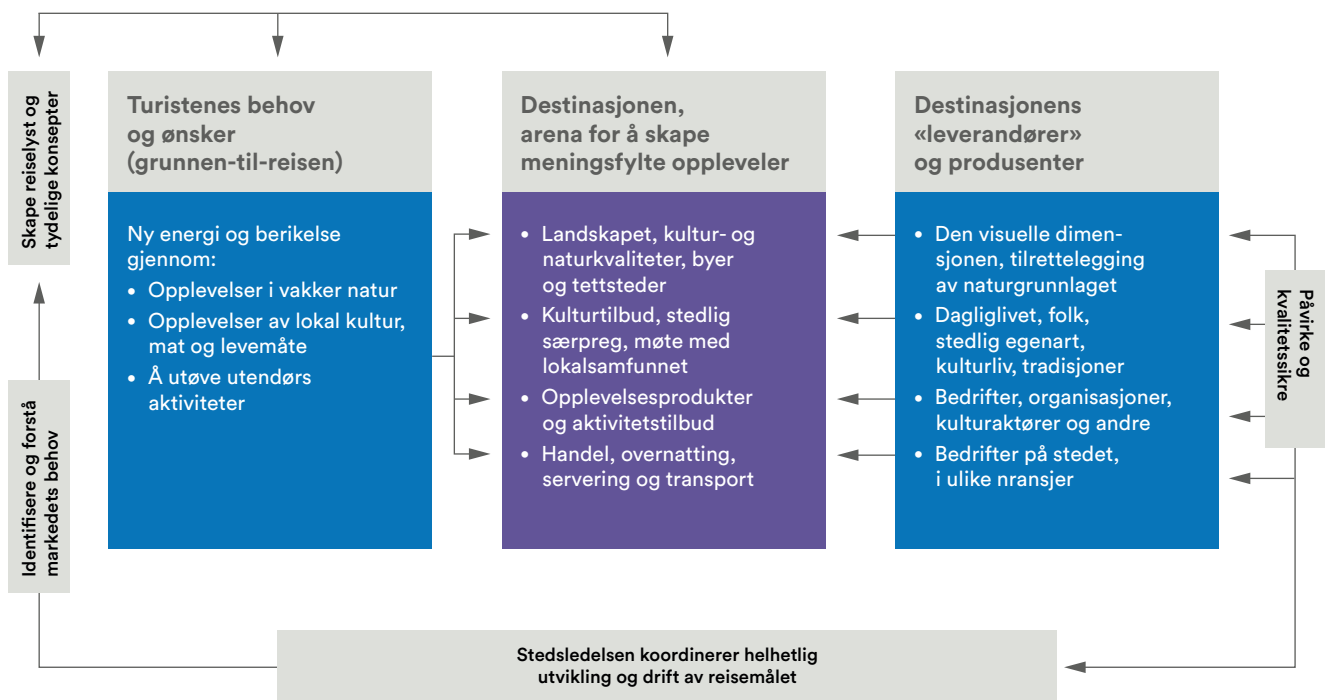 Skape reiselyst og
tydelige konsepter
Identifisere og forstå
markedets behov
Turistenes behov
og ønsker
(grunnen-til-reisen)
Ny energi og berikelse
gjennom:
• Opplevelser i vakker natur
• Opplevelser av lokal kultur,
mat og levemåte
• Å utøve utendørs
aktiviteter
Destinasjonen,
arena for å skape
meningsfylte oppleveler
• Landskapet, kultur- og
naturkvaliteter, byer
og tettsteder
• Kulturtilbud, stedlig
særpreg, møte med
lokalsamfunnet
• Opplevelsesprodukter
og aktivitetstilbud
• Handel, overnatting,
servering og transport
Destinasjonens
«leverandører»
og produsenter
• Den visuelle dimen-
sjonen, tilrettelegging
av naturgrunnlaget
• Dagliglivet, folk,
stedlig egenart,
kulturliv, tradisjoner
• Bedrifter, organisasjoner,
kulturaktører og andre
• Bedrifter på stedet,
i ulike nransjer
Påvirke og
kvalitetssikre
Stedsledelsen koordinerer helhetlig
utvikling og drift av reisemålet